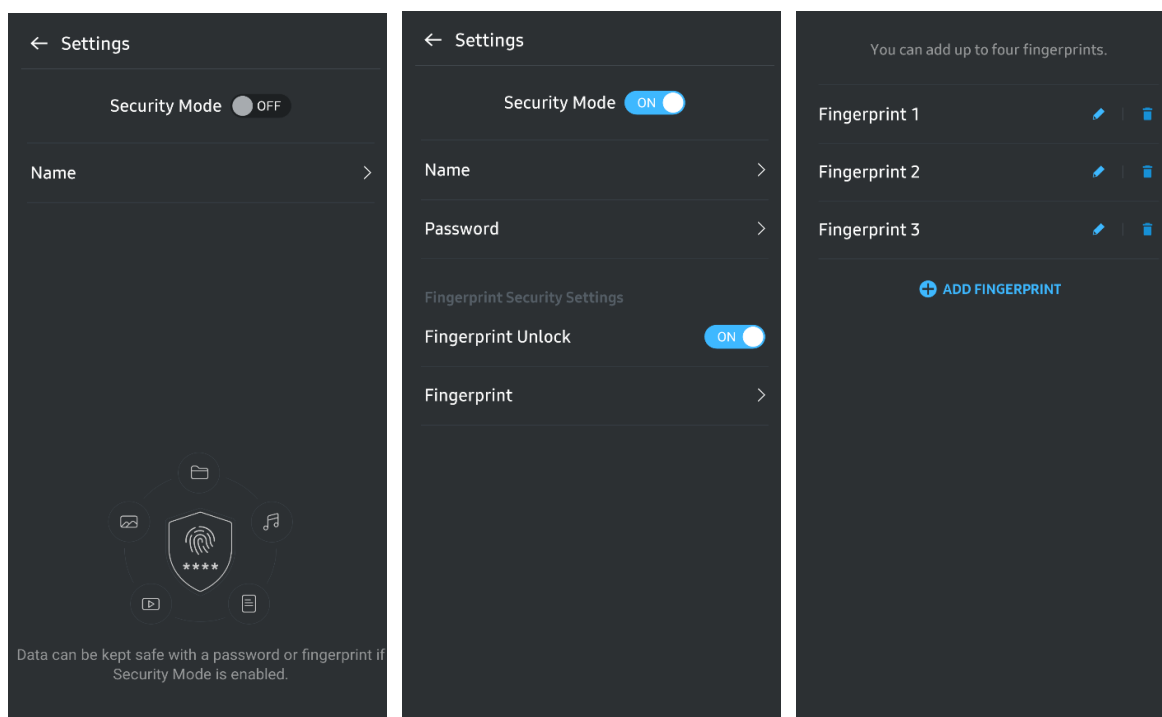 Settings
Security Mode OFF
Name
****
Data can be kept safe with a password or fingerprint if
Security Mode is enabled.
Settings
Security Mode ON
Name
Password
Fingerprint Security Settings
Fingerprint Unlock ON
Fingerprint
You can add up to four fingerprints.
Fingerprint 1
Fingerprint 2
Fingerprint 3
ADD FINGERPRINT